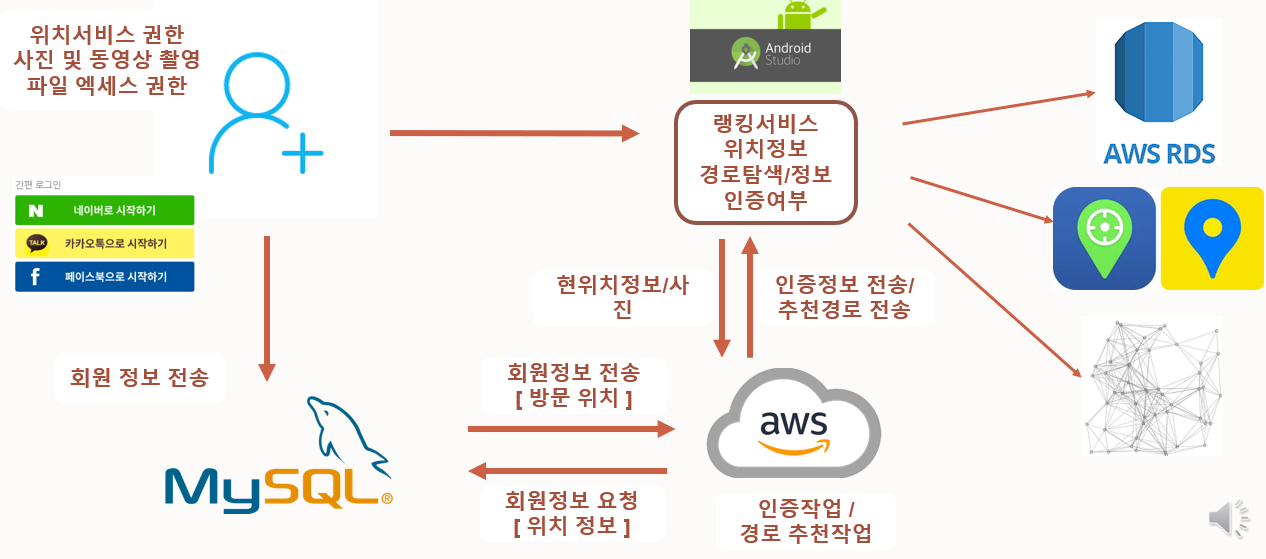 위치서비스 권한
사진 및 동영상 촬영
파일 엑세스 권한
간편 로그인
N 네이버로 시작하기
TALK 카카오톡으로 시작하기
f 페이스북으로 시작하기
Android
Studio
랭킹서비스
위치정보
경로탐색/정보
인증여부
AWS RDS
현위치정보/사
진
인증정보 전송/
추천경로 전송
회원 정보 전송
회원정보 전송
[ 방문 위치 ]
aws
MySQL®
회원정보 요청
[ 위치 정보 ]
인증작업 /
경로 추천작업